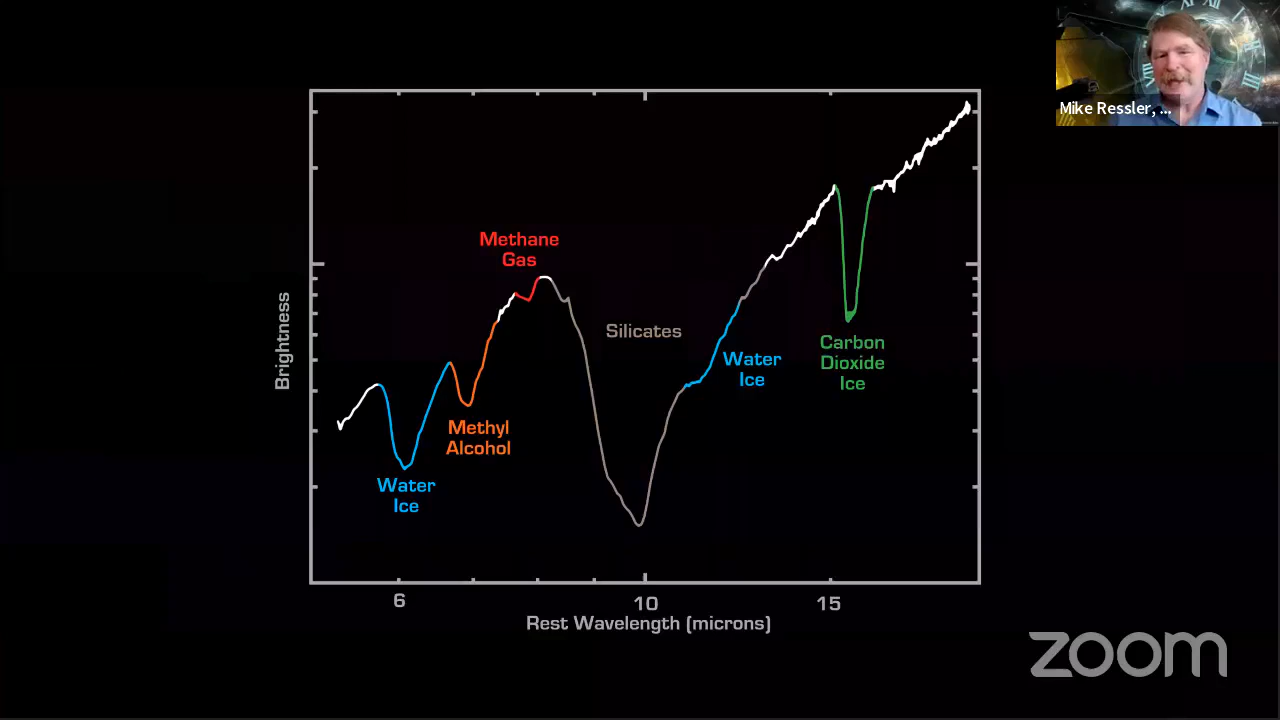 Mike Ressler, ...
Methane
Gas
Silicates
Water
Ice
Carbon
Dioxide
Ice
Methyl
Alcohol
Water
Ice
Brightness
6
10
15
Rest Wavelength (microns)
zoom